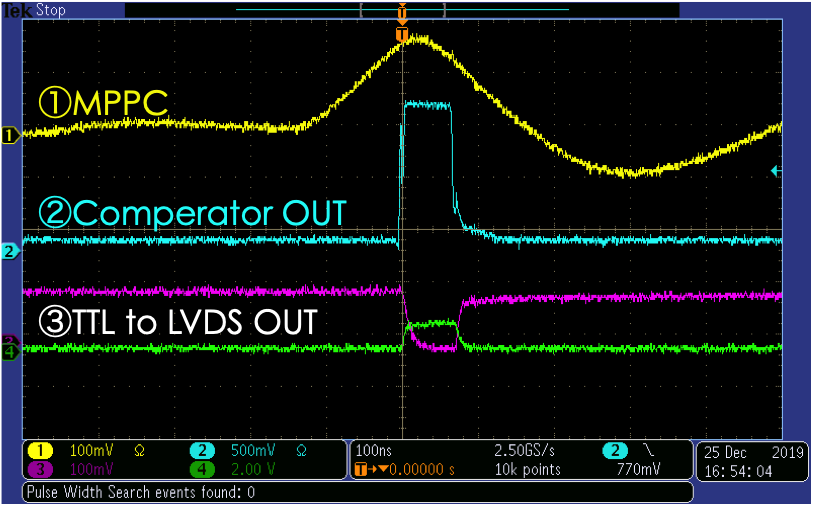 Tek Stop
①MPPC
②Comperator OUT
③TTL to LVDS OUT
1 100mV Ω 2 500mV Ω
3 100mV 4 2.00 V
100ns 2.50GS/s 2
T→▼0.00000 s 10k points 770mV
25 Dec 2019
16:54:04
Pulse Width Search events found: 0